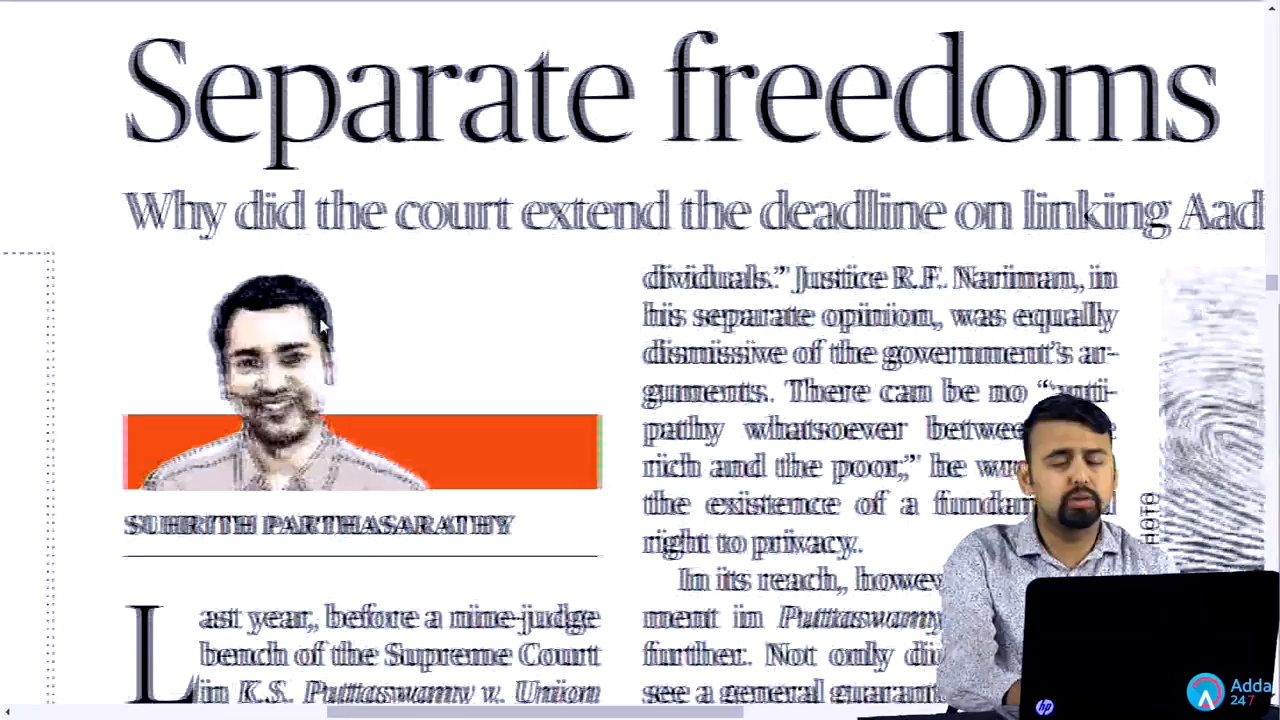 Separate freedoms
Why did the court extend the deadline on linking Aad
SUHRITH PARTHASARATHY
Last year, before a nine-judge
bench of the Supreme Court
in K.S. Puttaswamy v. Union
dividuals.” Justice R.F. Nariman, in
his separate opinion, was equally
dismissive of the government’s ar-
guments. There can be no “anti-
pathy whatsoever betwee
rich and the poor,” he w
the existence of a fundam
right to privacy.
In its reach, howev
ment in Puttaswamy
further. Not only di
see a general guaran
HOTO
hp
Adda
247